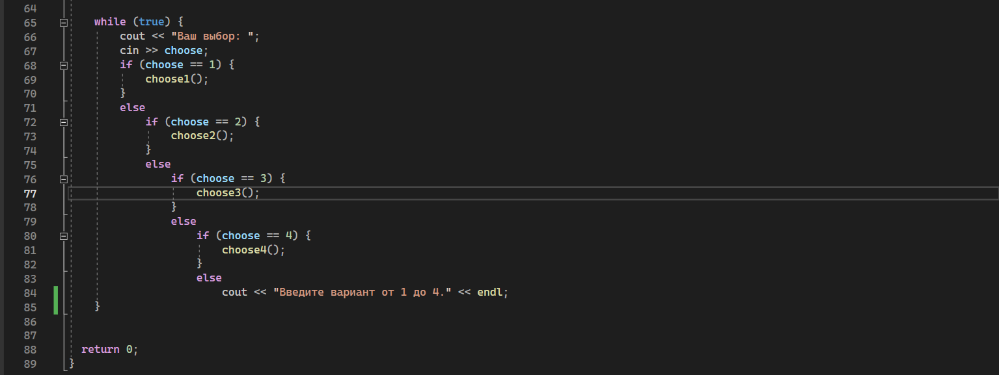 64
65 while (true) {
66 cout << "Ваш выбор: ";
67 cin >> choose;
68 if (choose == 1) {
69 choose1();
70 }
71 else
72 if (choose == 2) {
73 choose2();
74 }
75 else
76 if (choose == 3) {
77 choose3();
78 }
79 else
80 if (choose == 4) {
81 choose4();
82 }
83 else
84 cout << "Введите вариант от 1 до 4." << endl;
85 }
86
87
88 return 0;
89 }